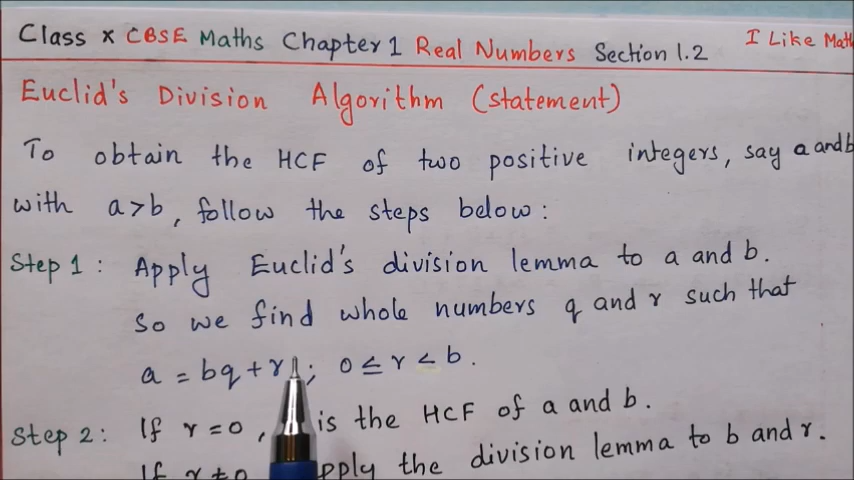 Class x CBSE Maths Chapter 1 Real Numbers Section 1.2 I Like Math
Euclid's Division Algorithm (statement)
To obtain the HCF of two positive integers, say a and b
with a>b, follow the steps below:
Step 1: Apply Euclid's division lemma to a and b.
So we find whole numbers q and r such that
a = bq + r ; 0 ≤ r < b.
Step 2: If r = 0, is the HCF of a and b.
If r ≠ 0 the division lemma to b and r.